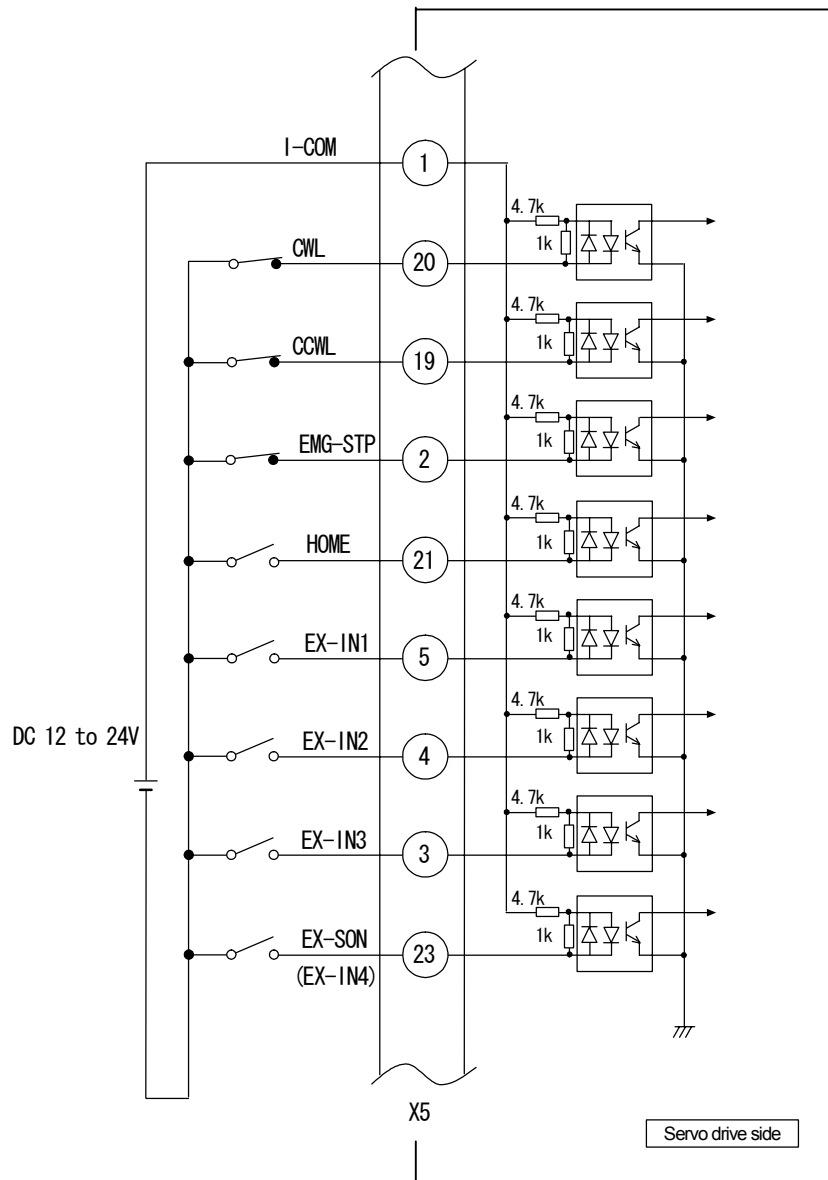 I-COM
1
4.7k
1k
CWL
20
4.7k
1k
CCWL
19
4.7k
1k
EMG-STP
2
4.7k
1k
HOME
21
4.7k
1k
EX-IN1
5
4.7k
1k
DC 12 to 24V
EX-IN2
4
4.7k
1k
EX-IN3
3
4.7k
1k
EX-SON
(EX-IN4)
23
X5
Servo drive side